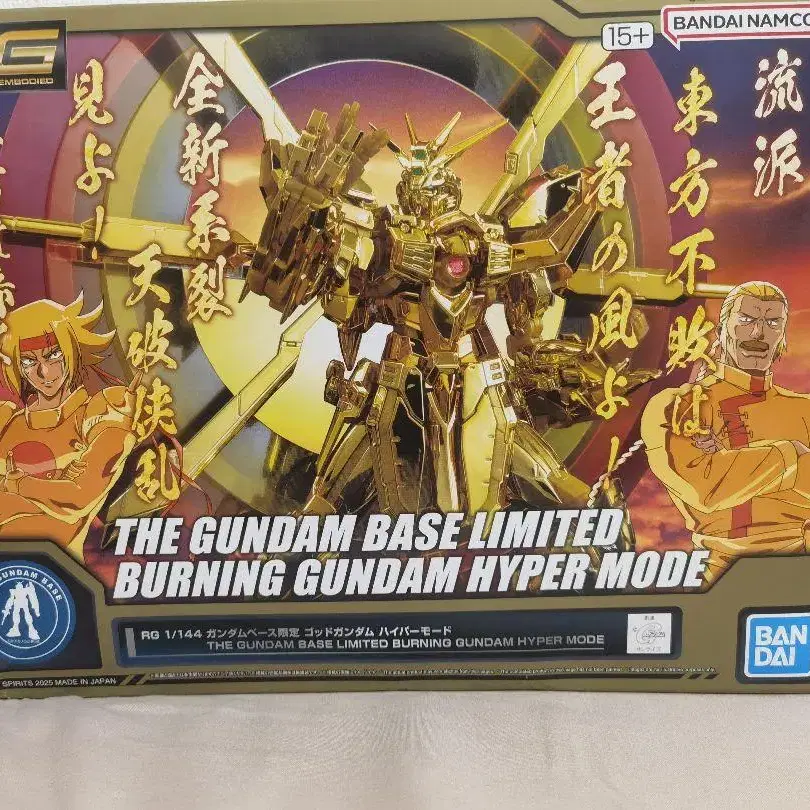 EMBODIED
15+
BANDAI NAMCO
流派
東方不敗は
王者の風よ!
全新系裂
天破侠乱
見よ!
THE GUNDAM BASE LIMITED
BURNING GUNDAM HYPER MODE
GUNDAM BASE
RG 1/144 ガンダムベース限定 ゴッドガンダム ハイパーモード
THE GUNDAM BASE LIMITED BURNING GUNDAM HYPER MODE
BAN
DAI
SPIRITS 2025 MADE IN JAPAN